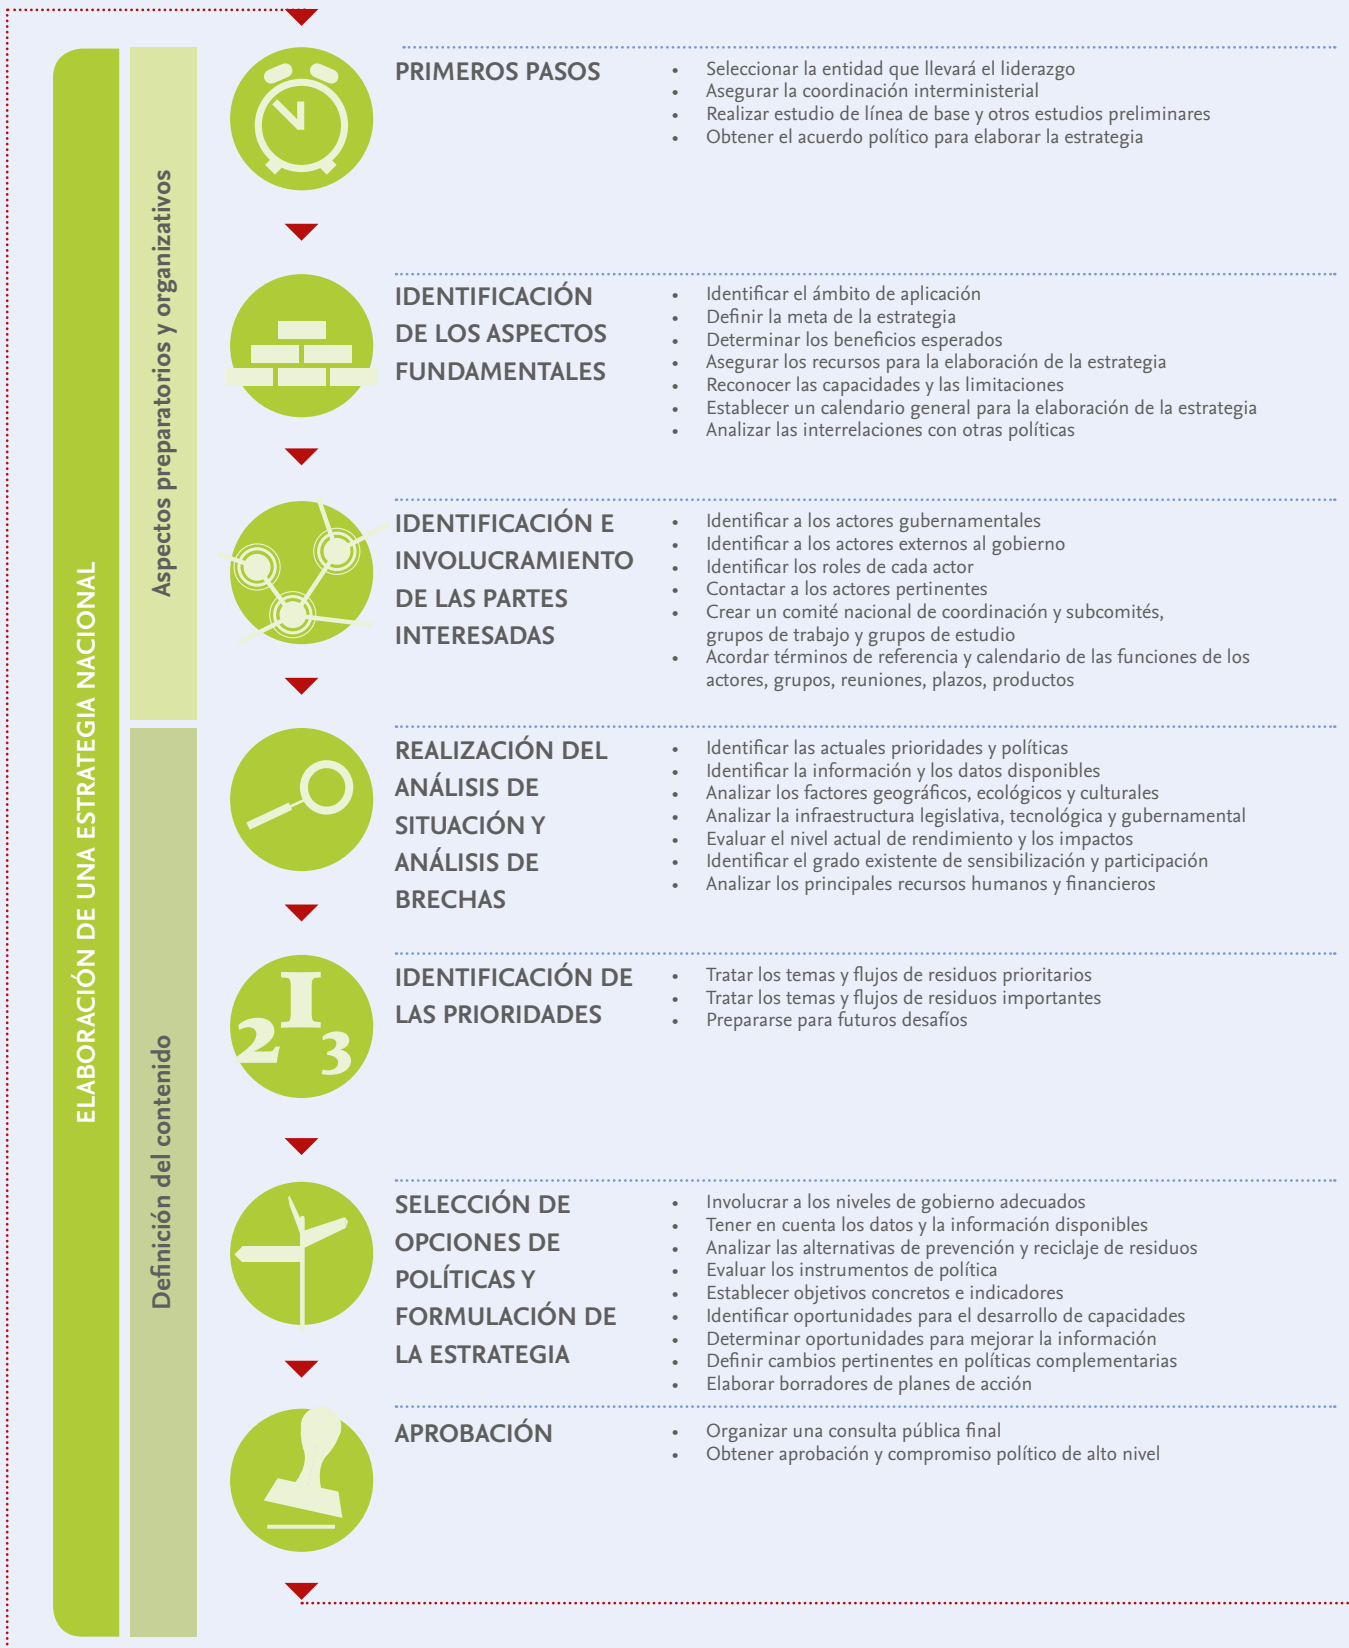 ELABORACIÓN DE UNA ESTRATEGIA NACIONAL
Aspectos preparatorios y organizativos
PRIMEROS PASOS
• Seleccionar la entidad que llevará el liderazgo
• Asegurar la coordinación interministerial
• Realizar estudio de línea de base y otros estudios preliminares
• Obtener el acuerdo político para elaborar la estrategia
IDENTIFICACIÓN
DE LOS ASPECTOS
FUNDAMENTALES
• Identificar el ámbito de aplicación
• Definir la meta de la estrategia
• Determinar los beneficios esperados
• Asegurar los recursos para la elaboración de la estrategia
• Reconocer las capacidades y las limitaciones
• Establecer un calendario general para la elaboración de la estrategia
• Analizar las interrelaciones con otras políticas
IDENTIFICACIÓN E
INVOLUCRAMIENTO
DE LAS PARTES
INTERESADAS
• Identificar a los actores gubernamentales
• Identificar a los actores externos al gobierno
• Identificar los roles de cada actor
• Contactar a los actores pertinentes
• Crear un comité nacional de coordinación y subcomités,
grupos de trabajo y grupos de estudio
• Acordar términos de referencia y calendario de las funciones de los
actores, grupos, reuniones, plazos, productos
Definición del contenido
REALIZACIÓN DEL
ANÁLISIS DE
SITUACIÓN Y
ANÁLISIS DE
BRECHAS
• Identificar las actuales prioridades y políticas
• Identificar la información y los datos disponibles
• Analizar los factores geográficos, ecológicos y culturales
• Analizar la infraestructura legislativa, tecnológica y gubernamental
• Evaluar el nivel actual de rendimiento y los impactos
• Identificar el grado existente de sensibilización y participación
• Analizar los principales recursos humanos y financieros
2 1 3
IDENTIFICACIÓN DE
LAS PRIORIDADES
• Tratar los temas y flujos de residuos prioritarios
• Tratar los temas y flujos de residuos importantes
• Prepararse para futuros desafíos
SELECCIÓN DE
OPCIONES DE
POLÍTICAS Y
FORMULACIÓN DE
LA ESTRATEGIA
• Involucrar a los niveles de gobierno adecuados
• Tener en cuenta los datos y la información disponibles
• Analizar las alternativas de prevención y reciclaje de residuos
• Evaluar los instrumentos de política
• Establecer objetivos concretos e indicadores
• Identificar oportunidades para el desarrollo de capacidades
• Determinar oportunidades para mejorar la información
• Definir cambios pertinentes en políticas complementarias
• Elaborar borradores de planes de acción
APROBACIÓN
• Organizar una consulta pública final
• Obtener aprobación y compromiso político de alto nivel